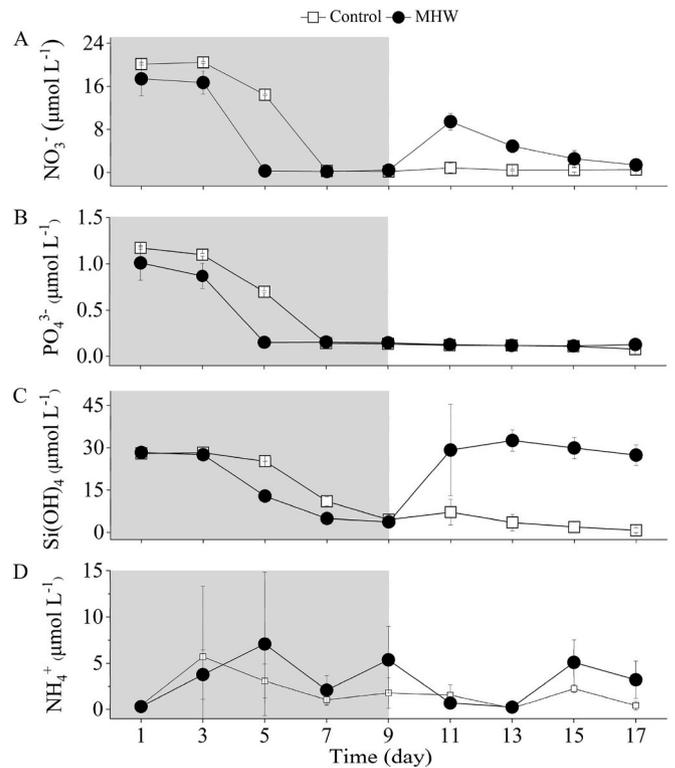 Control MHW
A
NO₃⁻ (μmol L⁻¹)
24
16
8
0
B
PO₄³⁻ (μmol L⁻¹)
1.5
1.0
0.5
0.0
C
Si(OH)₄ (μmol L⁻¹)
45
30
15
0
D
NH₄⁺ (μmol L⁻¹)
15
10
5
0
1 3 5 7 9 11 13 15 17
Time (day)